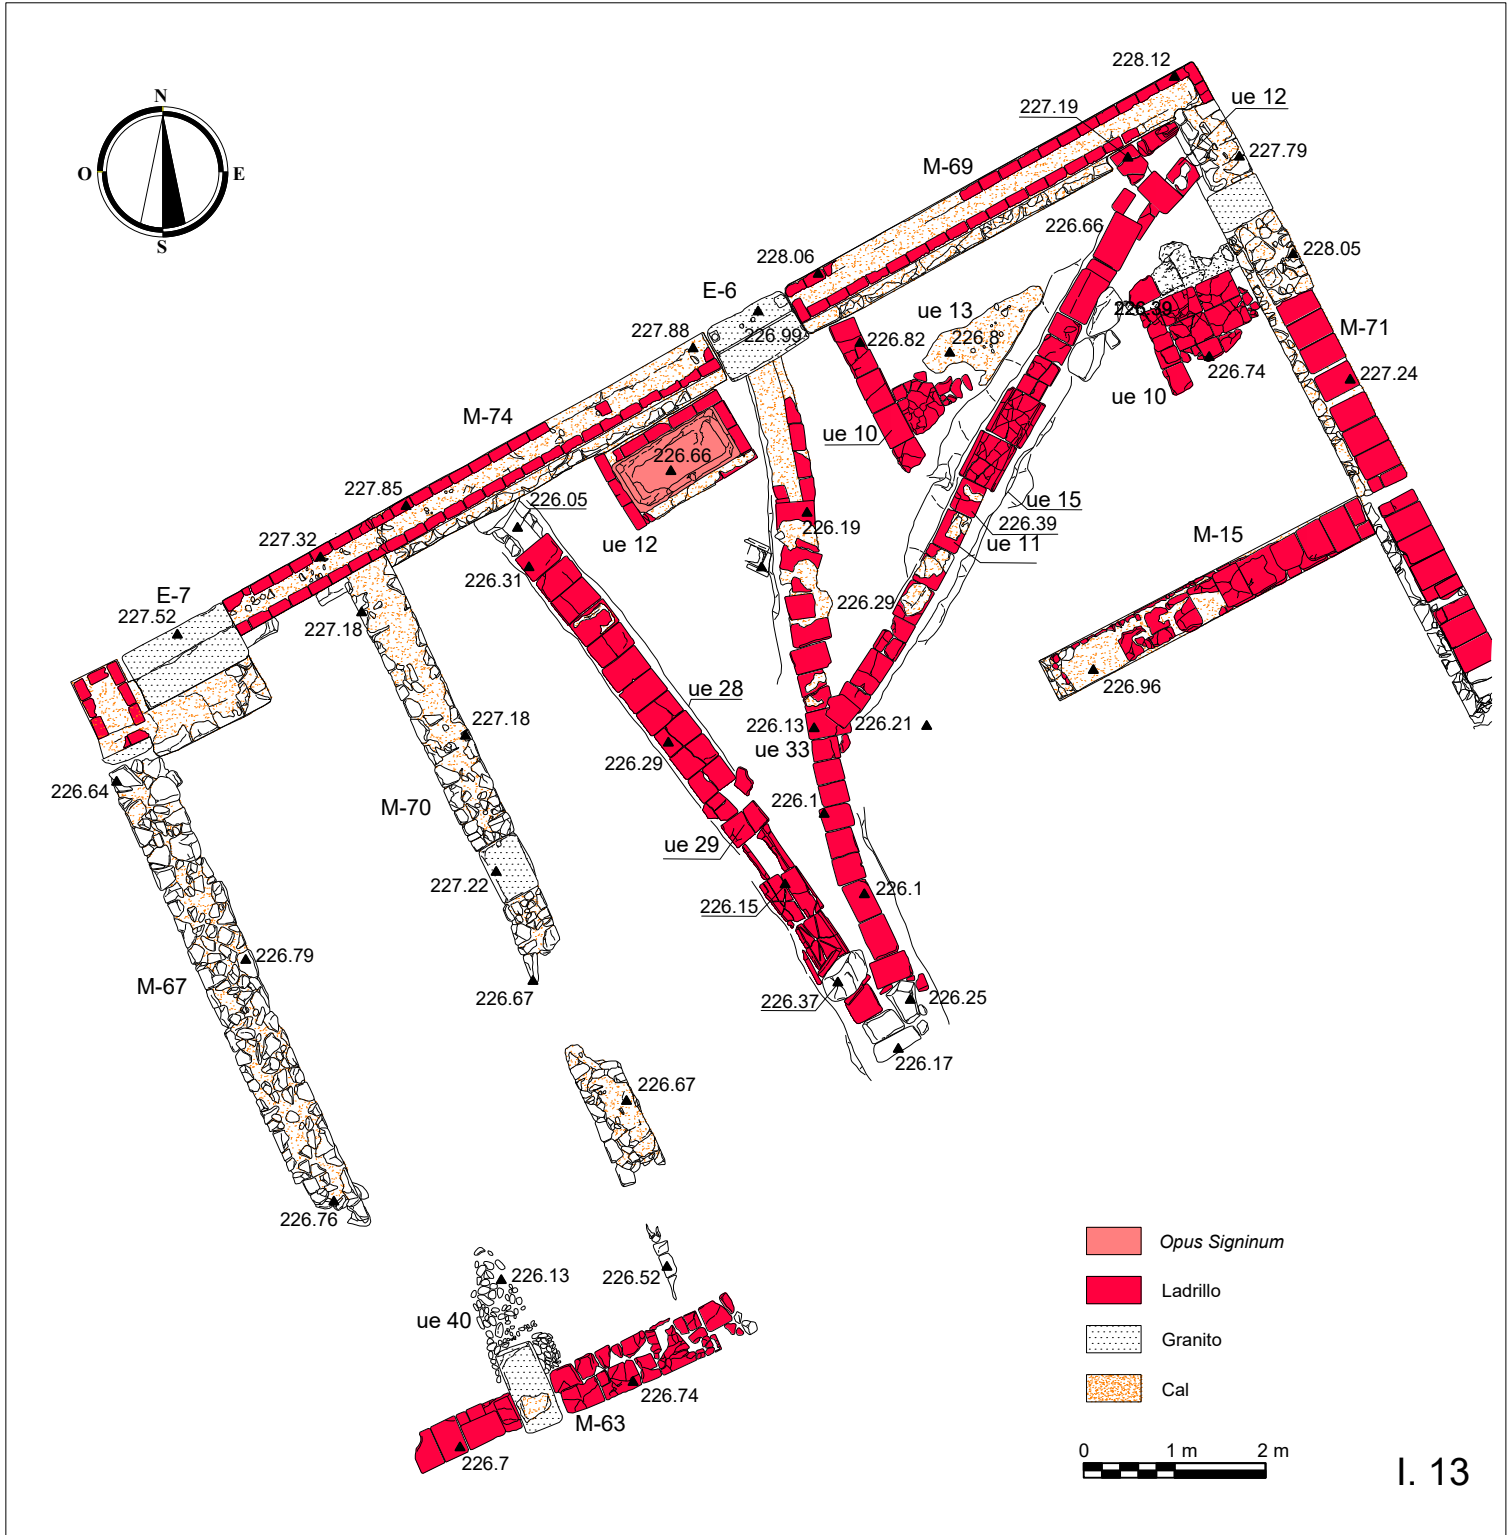 228.12
N
227.19
ue 12
227.79
M-69
O
E
S
226.66
228.05
228.06
E-6
ue 13
226.39
M-71
227.88
226.99
226.82
226.8
226.74
227.24
ue 10
M-74
ue 10
226.66
227.85
226.05
ue 15
226.19
226.39
M-15
227.32
ue 12
ue 11
226.31
E-7
227.52
226.29
227.18
226.96
ue 28
227.18
226.13
226.21
ue 33
226.29
226.64
M-70
226.1
ue 29
227.22
226.1
226.15
226.79
M-67
226.67
226.37
226.25
226.17
226.67
226.76
Opus Signinum
226.13
226.52
Ladrillo
ue 40
Granito
226.74
Cal
M-63
0 1 m 2 m
226.7
I. 13